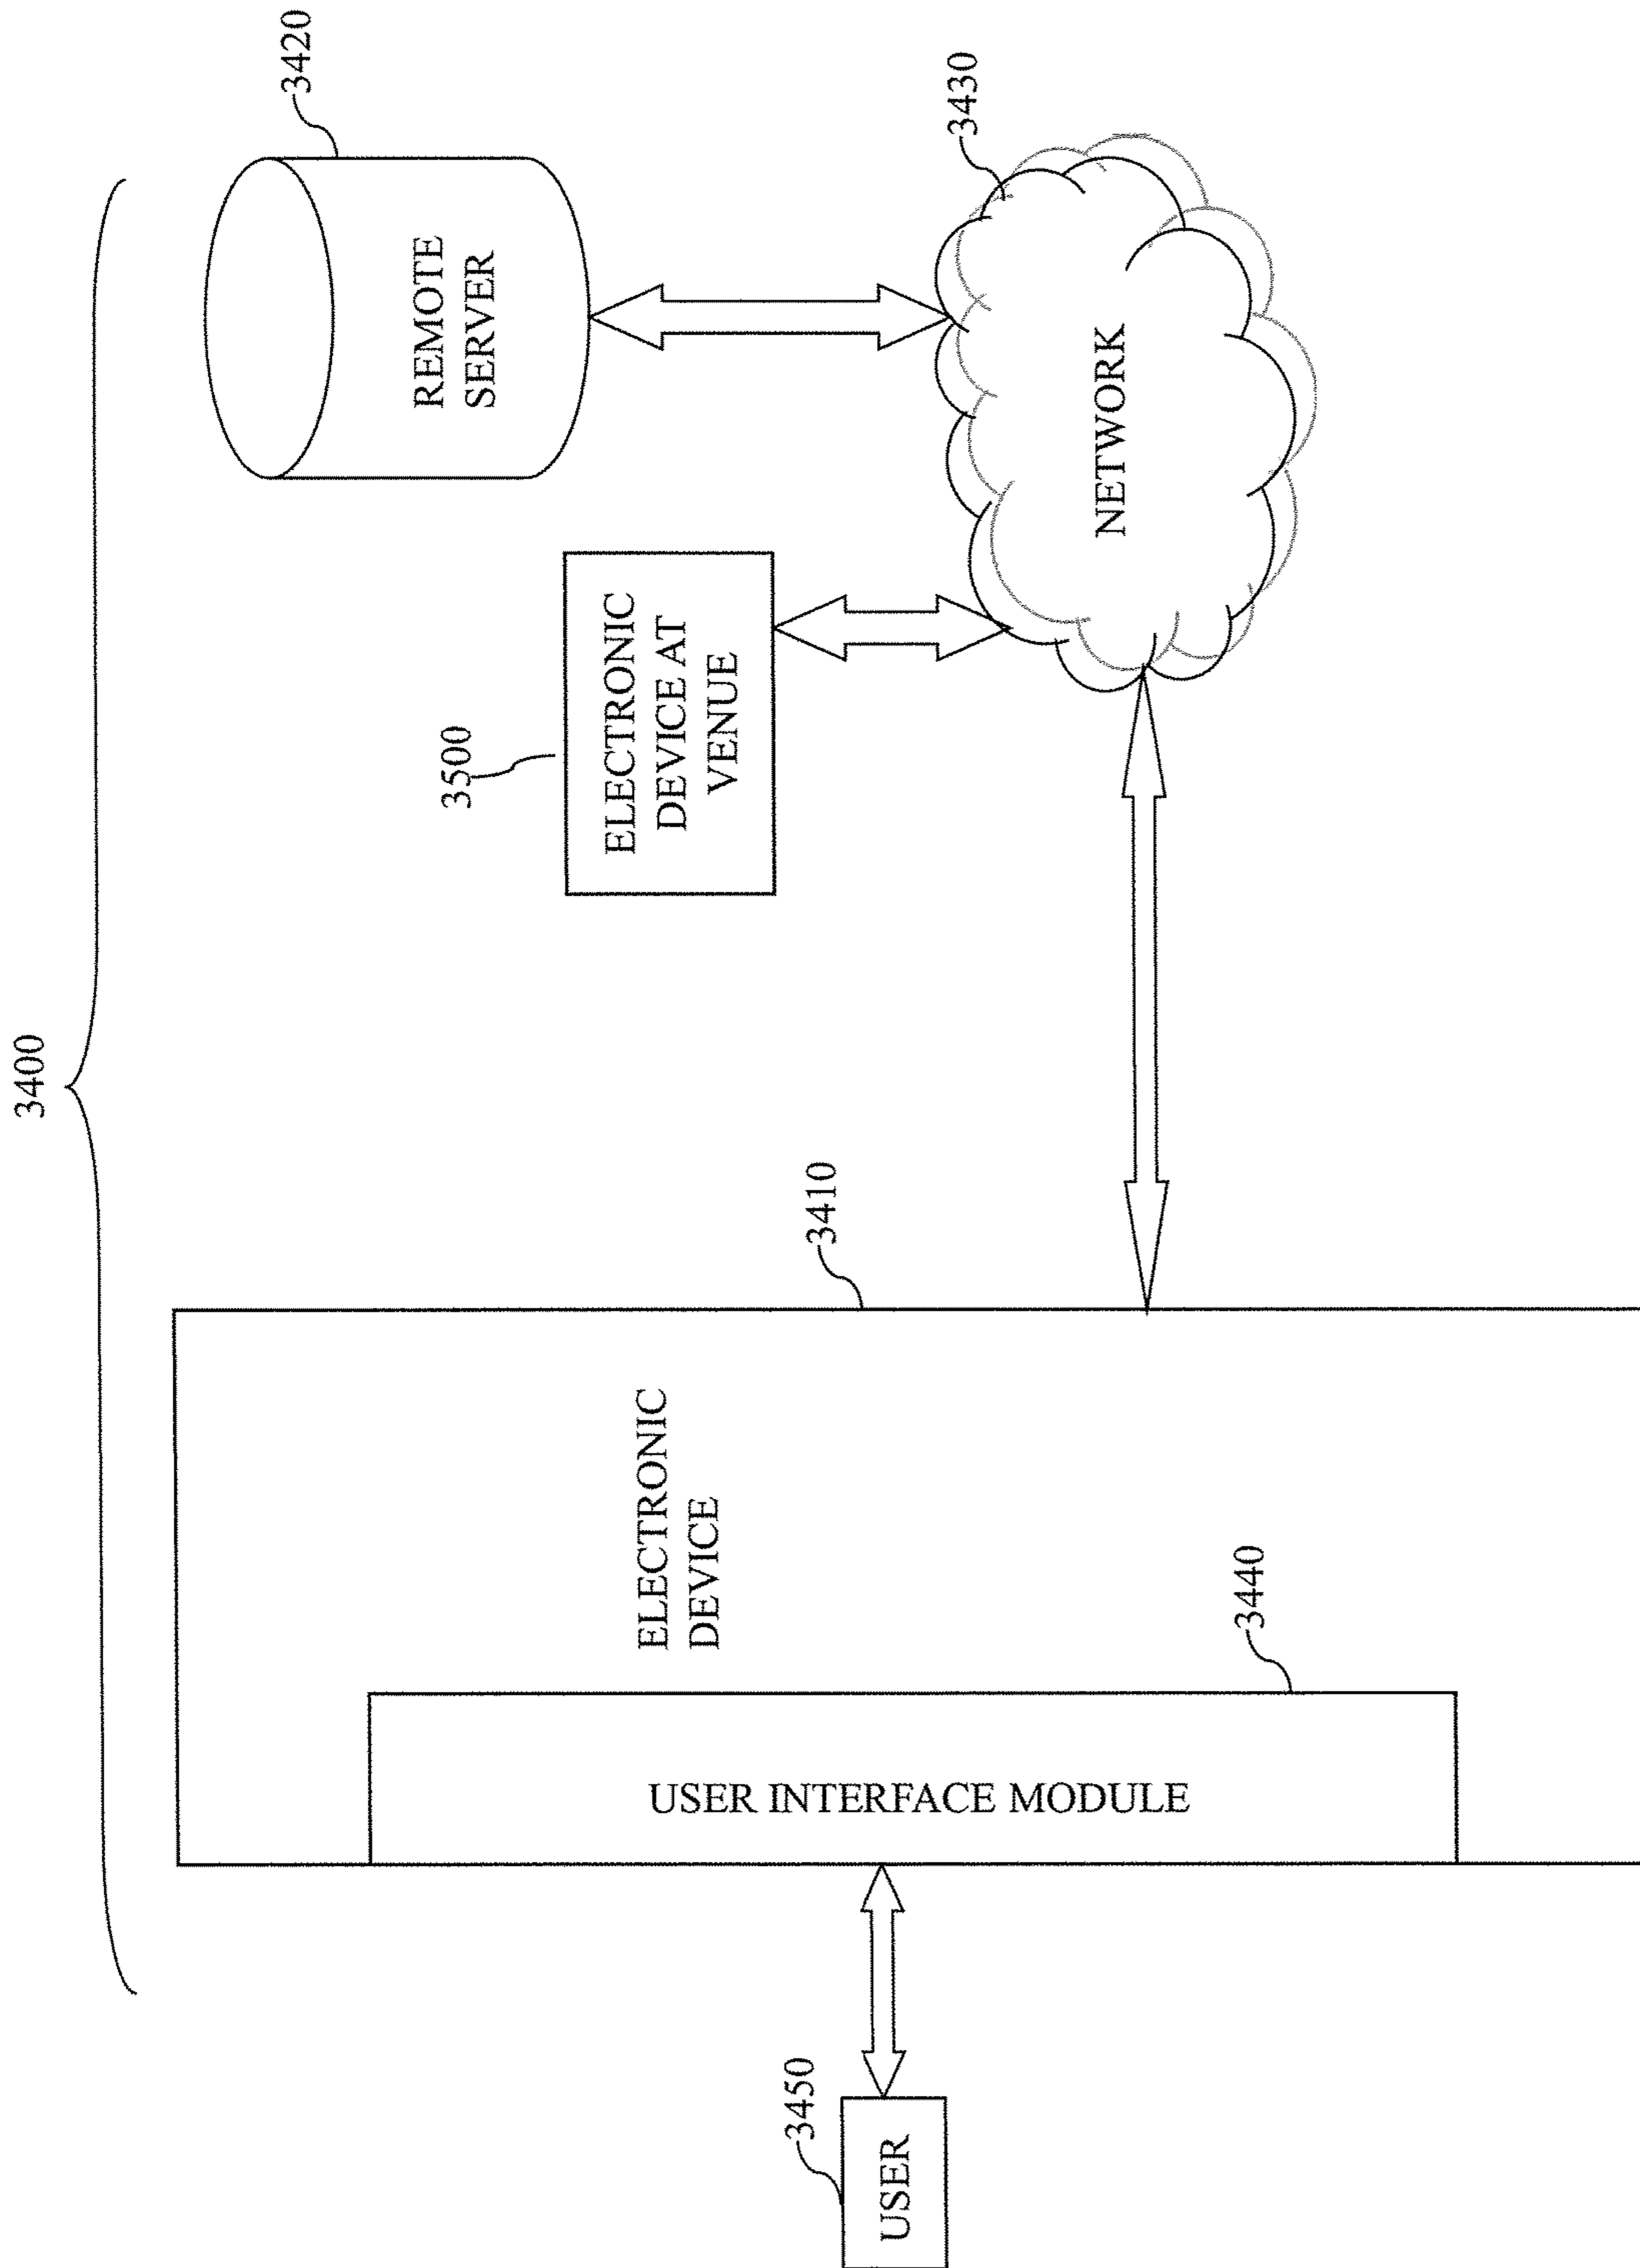 3400
3450
USER
3410
ELECTRONIC
DEVICE
3440
USER INTERFACE MODULE
3500
ELECTRONIC
DEVICE AT
VENUE
3420
REMOTE
SERVER
3430
NETWORK